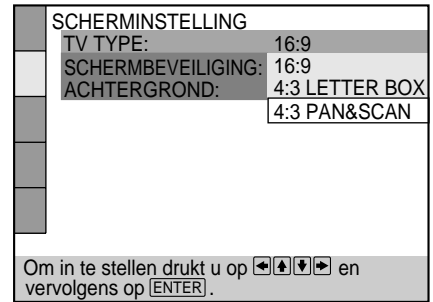 SCHERMINSTELLING
TV TYPE: 16:9
SCHERMBEVEILIGING: 16:9
ACHTERGROND: 4:3 LETTER BOX
4:3 PAN&SCAN
Om in te stellen drukt u op ←↑↓→ en
vervolgens op ENTER.